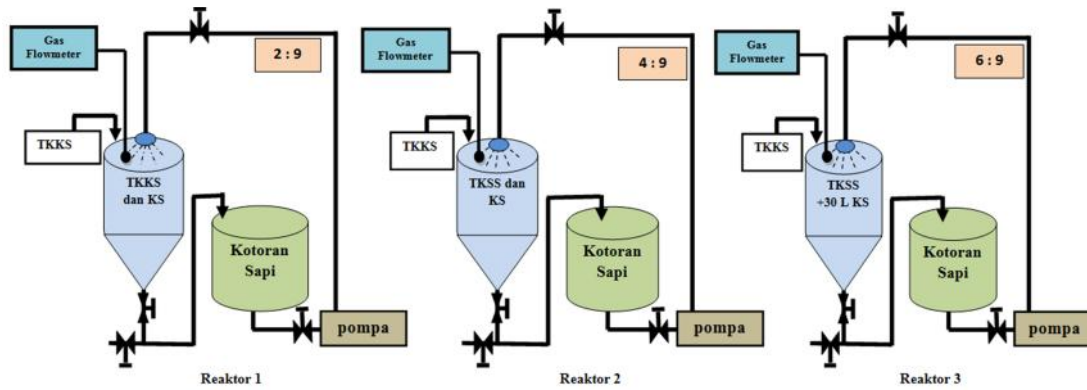 Gas
Flowmeter
2 : 9
TKKS
TKKS
dan KS
Kotoran
Sapi
pompa
Reaktor 1
Gas
Flowmeter
4 : 9
TKKS
TKSS dan
KS
Kotoran
Sapi
pompa
Reaktor 2
Gas
Flowmeter
6 : 9
TKKS
TKSS
+30 L KS
Kotoran
Sapi
pompa
Reaktor 3